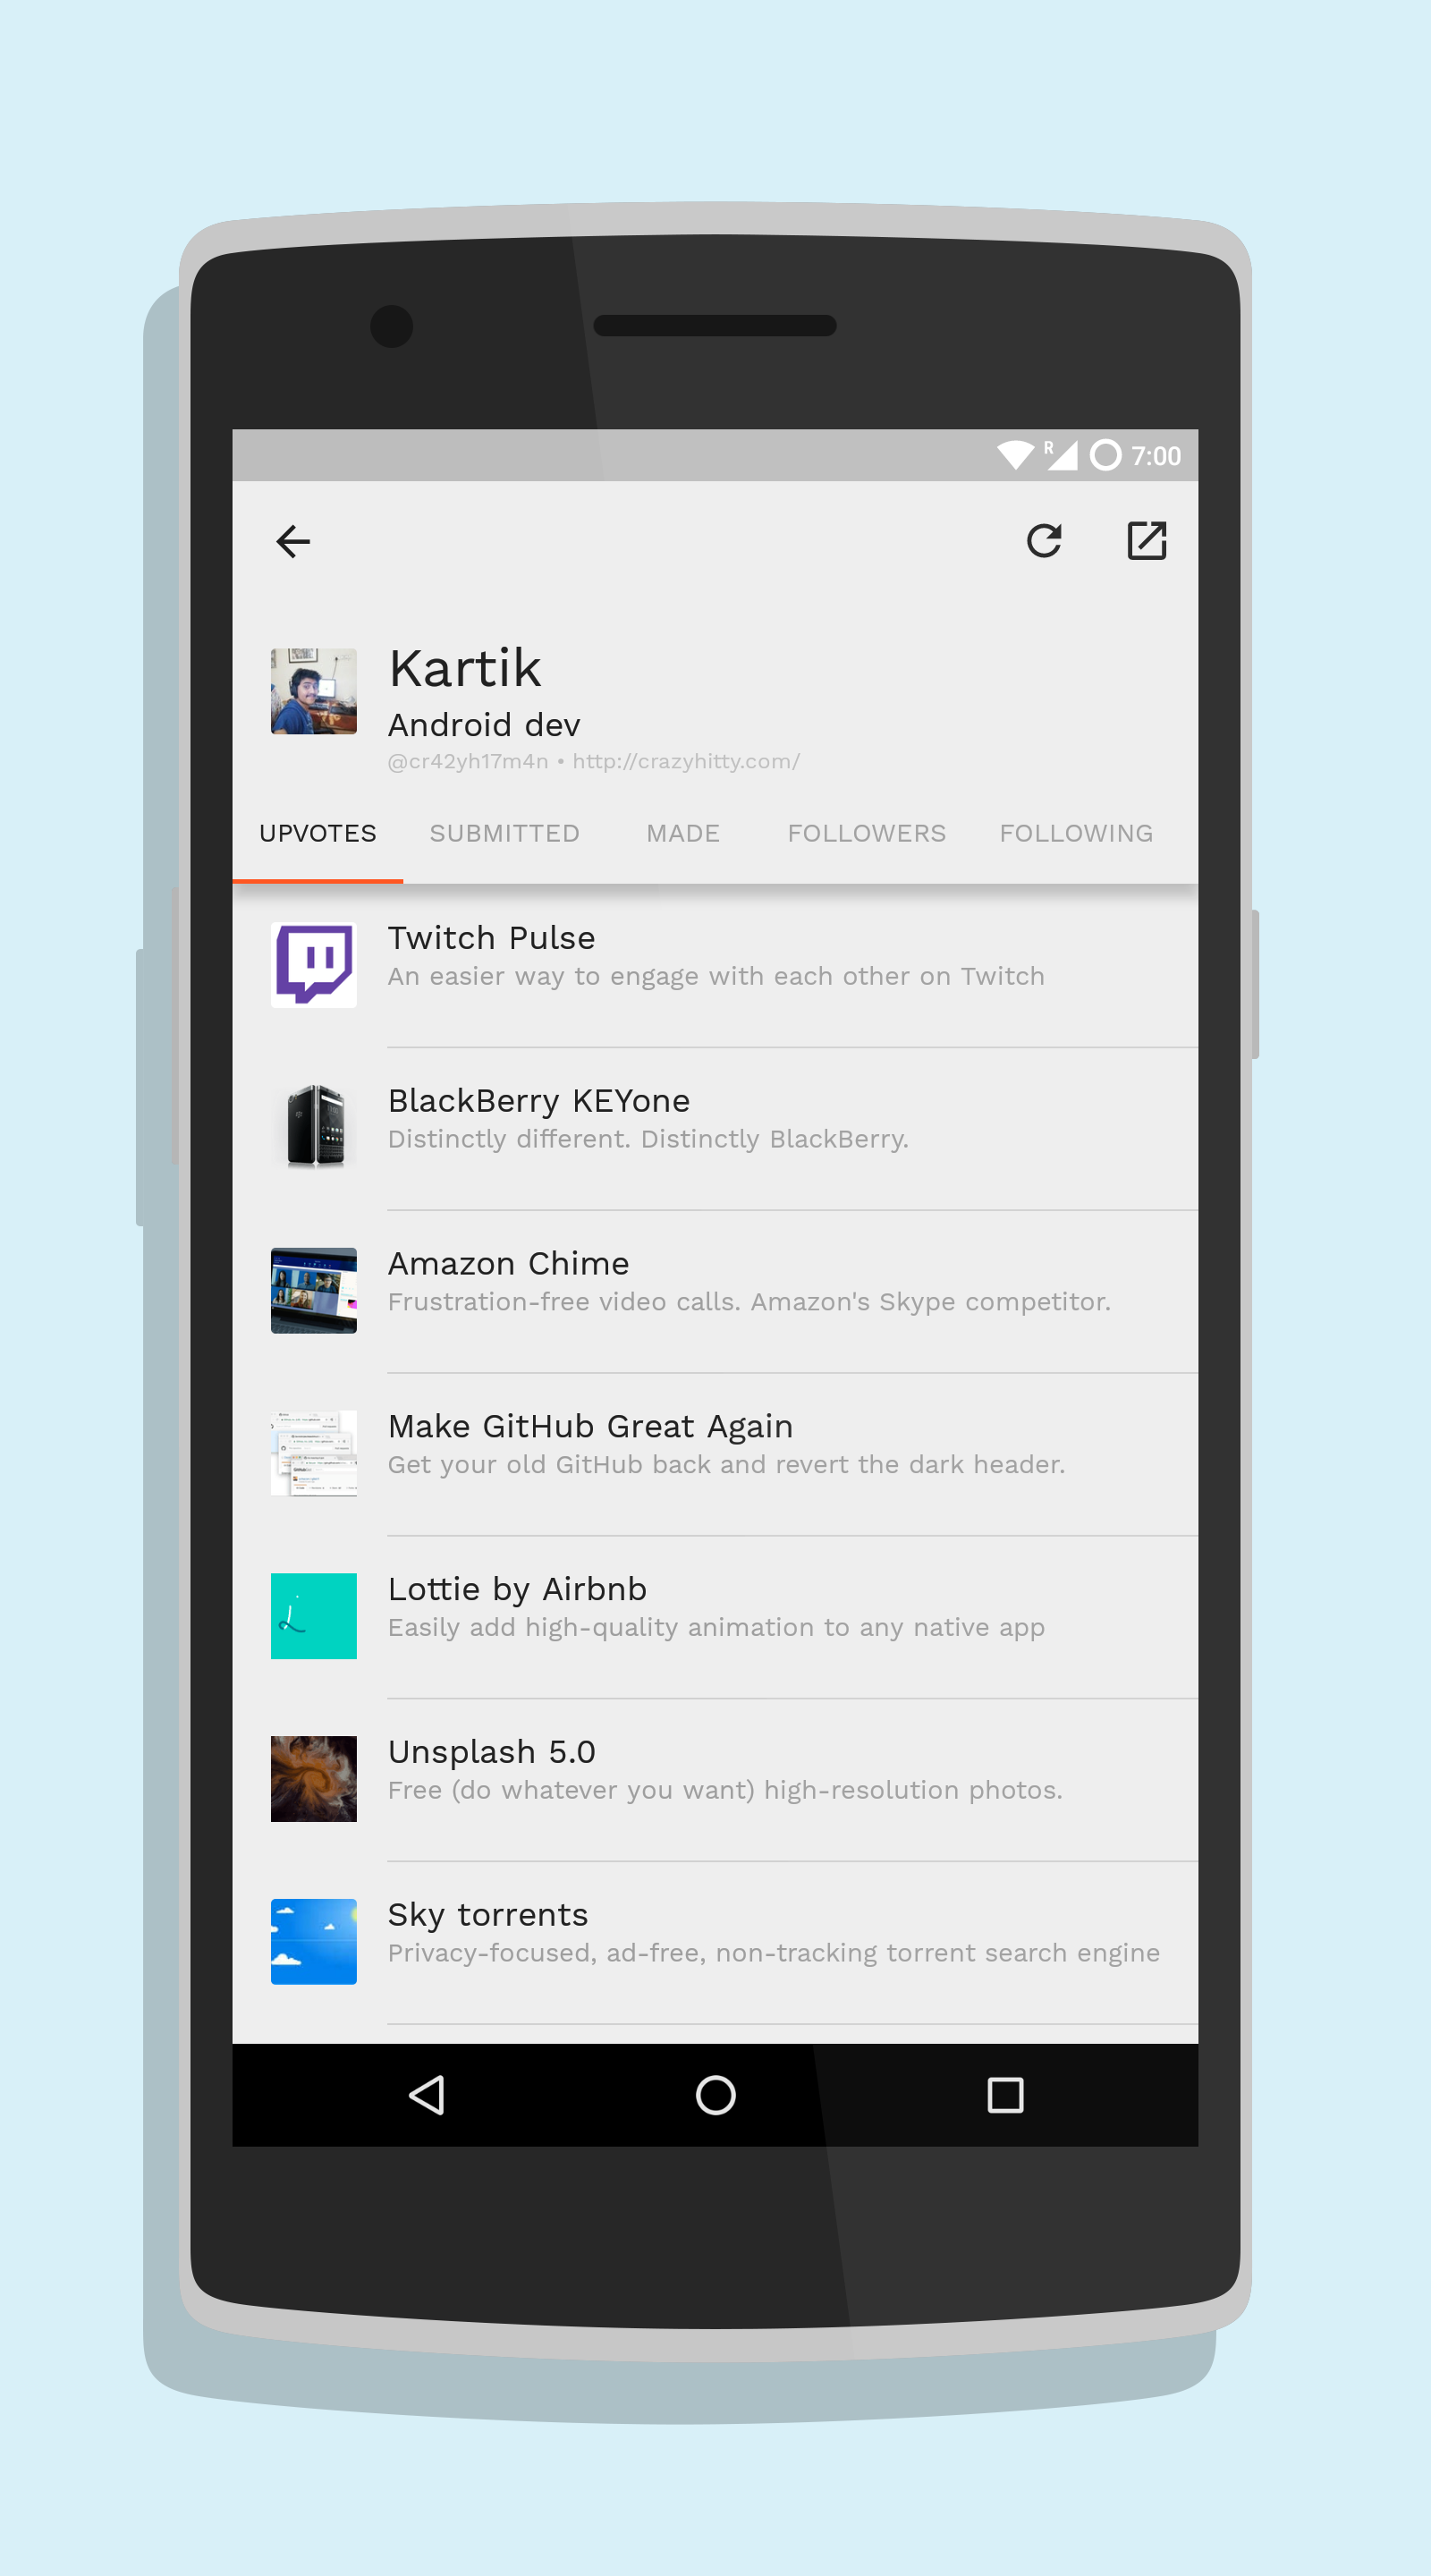 R 7:00
Kartik
Android dev
@cr42yh17m4n • http://crazyhitty.com/
UPVOTES SUBMITTED MADE FOLLOWERS FOLLOWING
Twitch Pulse
An easier way to engage with each other on Twitch
BlackBerry KEYone
Distinctly different. Distinctly BlackBerry.
Amazon Chime
Frustration-free video calls. Amazon's Skype competitor.
Make GitHub Great Again
Get your old GitHub back and revert the dark header.
Lottie by Airbnb
Easily add high-quality animation to any native app
Unsplash 5.0
Free (do whatever you want) high-resolution photos.
Sky torrents
Privacy-focused, ad-free, non-tracking torrent search engine